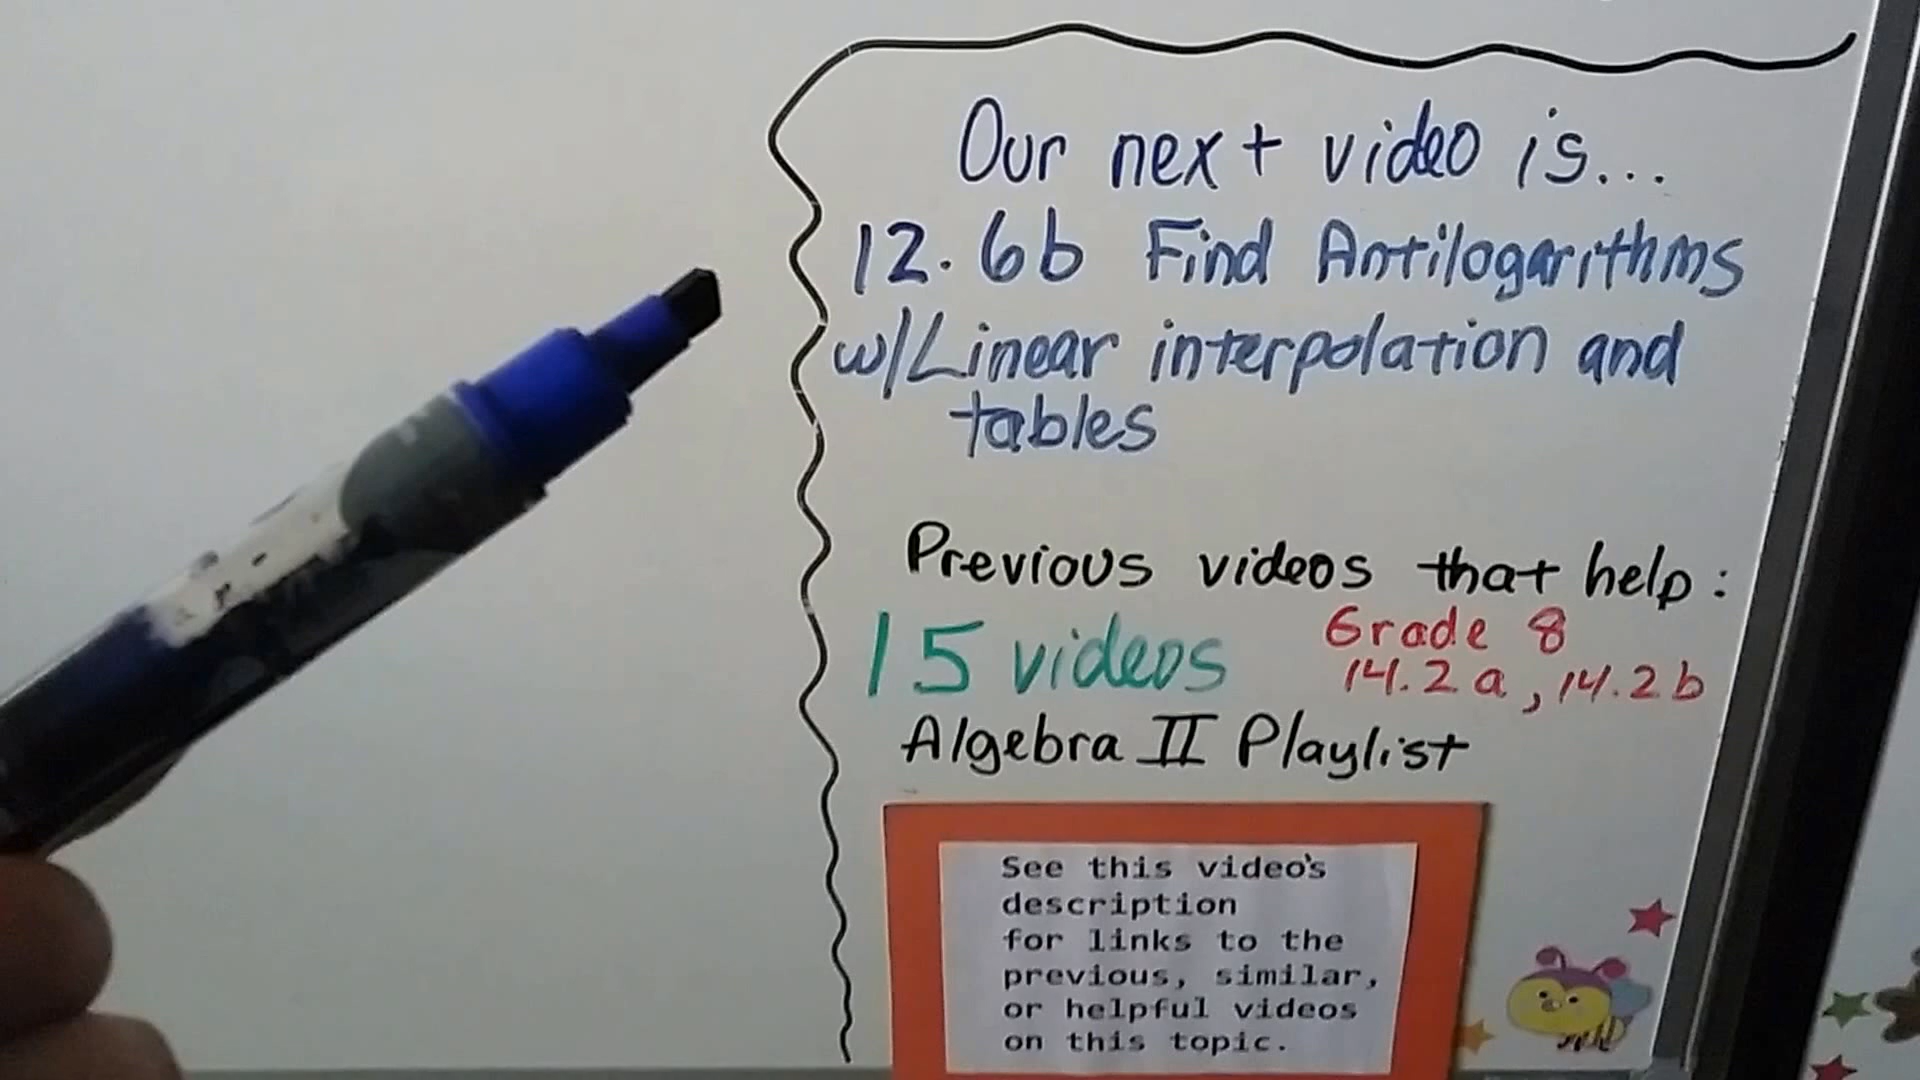 Our next video is...
12.6b Find Antilogarithms
w/Linear interpolation and
tables
Previous videos that help:
15 videos
Grade 8
14.2a, 14.2b
Algebra II Playlist
See this video's
description
for links to the
previous, similar,
or helpful videos
on this topic.